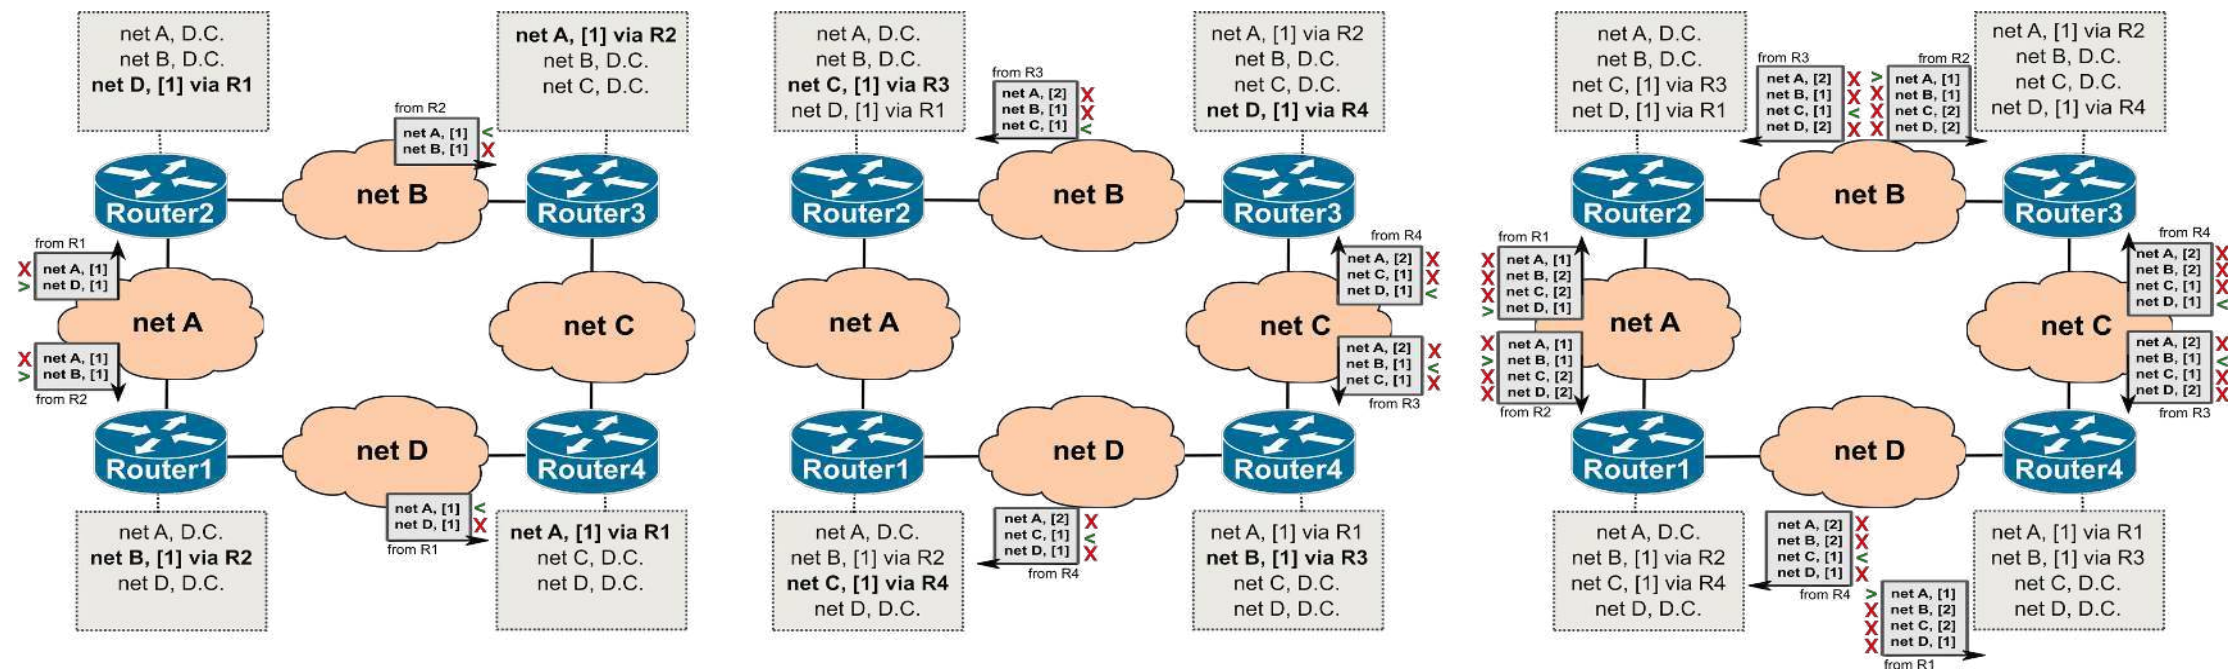 net A, D.C.
net B, D.C.
net D, [1] via R1
net A, [1] via R2
net B, D.C.
net C, D.C.
from R2
net A, [1] <
net B, [1] X
Router2
net B
Router3
from R1
X net A, [1]
> net D, [1]
net A
net C
X net A, [1]
> net B, [1]
from R2
Router1
net D
Router4
net A, [1] <
net D, [1] X
from R1
net A, D.C.
net B, [1] via R2
net D, D.C.
net A, [1] via R1
net C, D.C.
net D, D.C.
net A, D.C.
net B, D.C.
net C, [1] via R3
net D, [1] via R1
from R3
net A, [2] X
net B, [1] X
net C, [1] <
net A, [1] via R2
net B, D.C.
net C, D.C.
net D, [1] via R4
Router2
net B
Router3
from R4
net A, [2] X
net C, [1] X
net D, [1] <
net A
net C
net A, [2] X
net B, [1] <
net C, [1] X
from R3
Router1
net D
Router4
net A, D.C.
net B, [1] via R2
net C, [1] via R4
net D, D.C.
net A, [2] X
net C, [1] <
net D, [1] X
from R4
net A, [1] via R1
net B, [1] via R3
net C, D.C.
net D, D.C.
net A, D.C.
net B, D.C.
net C, [1] via R3
net D, [1] via R1
from R3
net A, [2] X
net B, [1] X
net C, [1] <
net D, [2] X
from R2
> net A, [1]
X net B, [1]
X net C, [2]
X net D, [2]
net A, [1] via R2
net B, D.C.
net C, D.C.
net D, [1] via R4
Router2
net B
Router3
from R1
X net A, [1]
X net B, [2]
X net C, [2]
> net D, [1]
from R4
net A, [2] X
net B, [2] X
net C, [1] X
net D, [1] <
net A
net C
X net A, [1]
> net B, [1]
X net C, [2]
X net D, [2]
from R2
net A, [2] X
net B, [1] <
net C, [1] X
net D, [2] X
from R3
Router1
net D
Router4
net A, D.C.
net B, [1] via R2
net C, [1] via R4
net D, D.C.
net A, [2] X
net B, [2] X
net C, [1] <
net D, [1] X
from R4
> net A, [1]
X net B, [2]
X net C, [2]
X net D, [1]
from R1
net A, [1] via R1
net B, [1] via R3
net C, D.C.
net D, D.C.